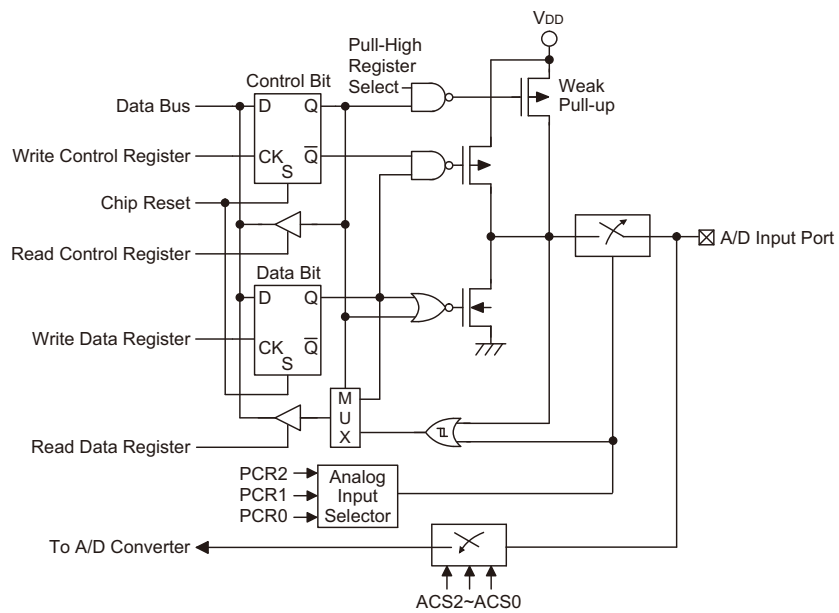 VDD
Pull-High
Register
Select
Control Bit
Weak
Pull-up
Data Bus
D
Q
Write Control Register
CK
Q̅
S
Chip Reset
Read Control Register
A/D Input Port
Data Bit
D
Q
Write Data Register
CK
Q̅
S
M
U
X
Read Data Register
PCR2
PCR1
PCR0
Analog
Input
Selector
To A/D Converter
ACS2~ACS0